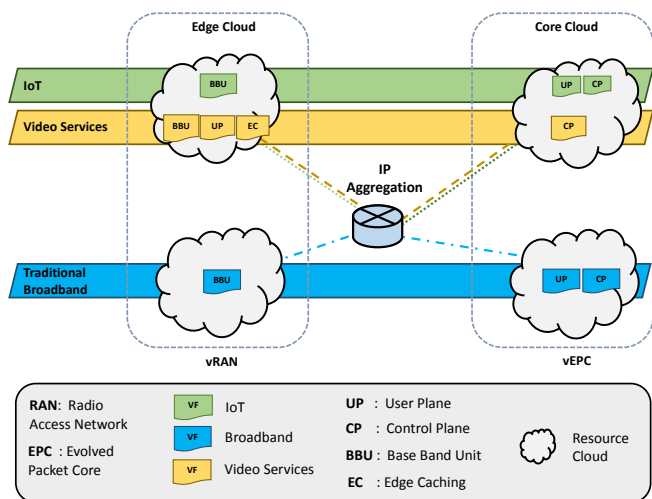 Edge Cloud
Core Cloud
IoT
BBU
UP
CP
Video Services
BBU
UP
EC
CP
IP
Aggregation
Traditional
Broadband
BBU
UP
CP
vRAN
vEPC
RAN: Radio
Access Network
EPC : Evolved
Packet Core
VF
IoT
VF
Broadband
VF
Video Services
UP : User Plane
CP : Control Plane
BBU : Base Band Unit
EC : Edge Caching
Resource
Cloud